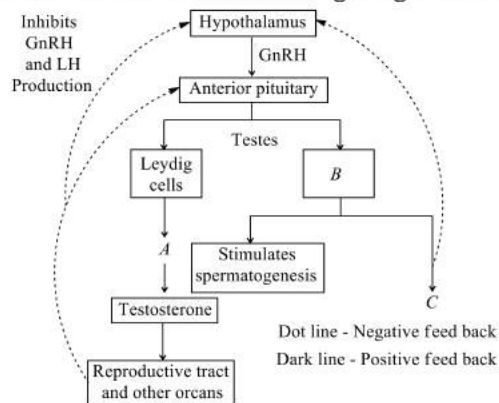 Inhibits
GnRH
and LH
Production
Hypothalamus
GnRH
Anterior pituitary
Testes
Leydig
cells
B
A
Stimulates
spermatogenesis
C
Testosterone
Dot line - Negative feed back
Dark line - Positive feed back
Reproductive tract
and other orcans